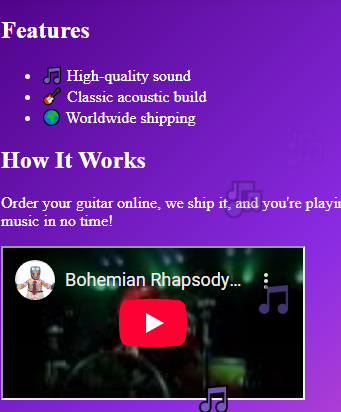 Features
🎵 High-quality sound
🎸 Classic acoustic build
🌍 Worldwide shipping
How It Works
Order your guitar online, we ship it, and you're playin
music in no time!
Bohemian Rhapsody...